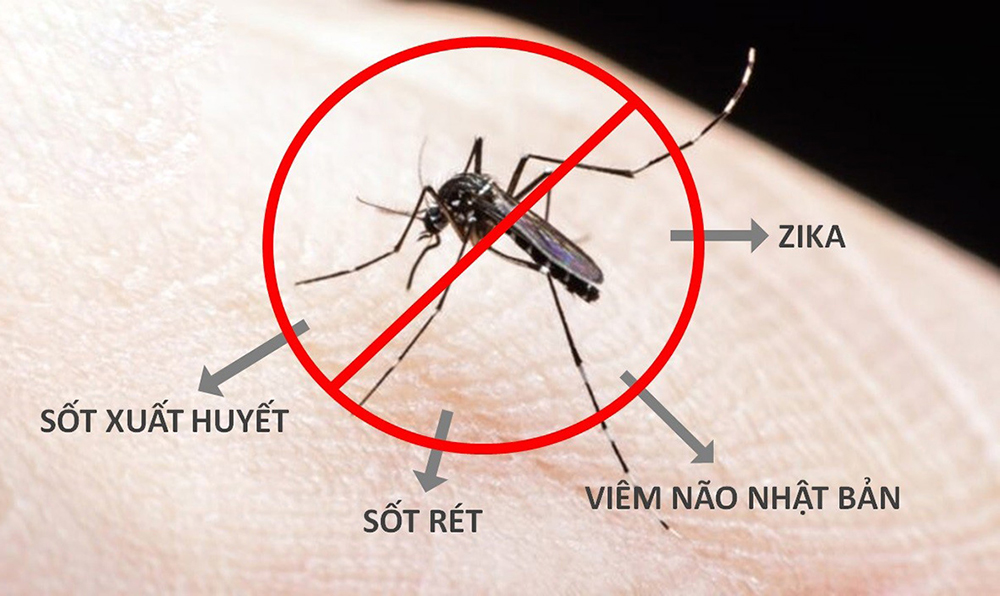 ZIKA
SỐT XUẤT HUYẾT
VIÊM NÃO NHẬT BẢN
SỐT RÉT